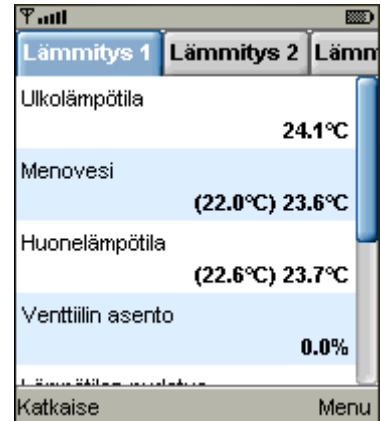 Lämmitys 1 Lämmitys 2 Lämm
Ulkolämpötila
24.1°C
Menovesi
(22.0°C) 23.6°C
Huonelämpötila
(22.6°C) 23.7°C
Venttiilin asento
0.0%
Katkaise Menu